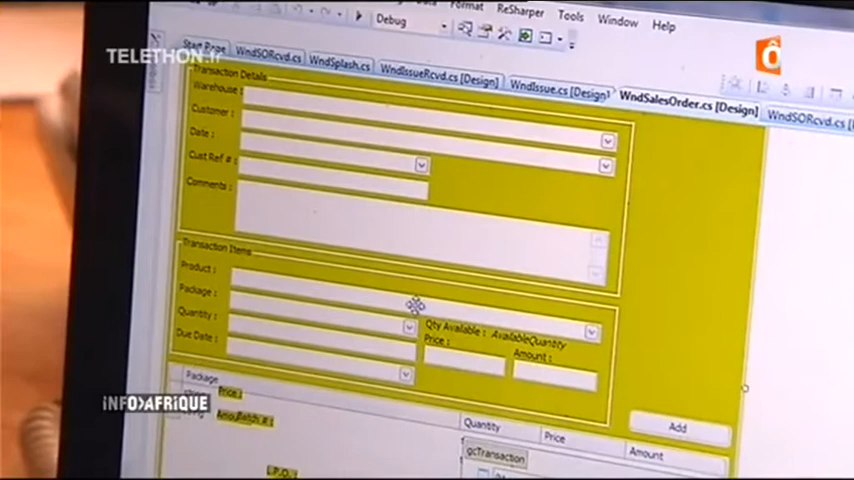 Format ReSharper Tools Window Help
Debug
TELETHON.fr
Start Page WndSORcvd.cs WndSplash.cs WndIssueRcvd.cs [Design] WndIssue.cs [Design]* WndSalesOrder.cs [Design] WndSORcvd.cs [
Transaction Details
Warehouse :
Customer :
Date :
Cust Ref # :
Comments :
Transaction Items
Product :
Package :
Quantity :
Qty Available : AvailableQuantity
Due Date :
Price : Amount :
Package Quantity Price Amount
Add
Price :
Batch # :
gcTransaction
L.P.O. :
INFO>AFRIQUE